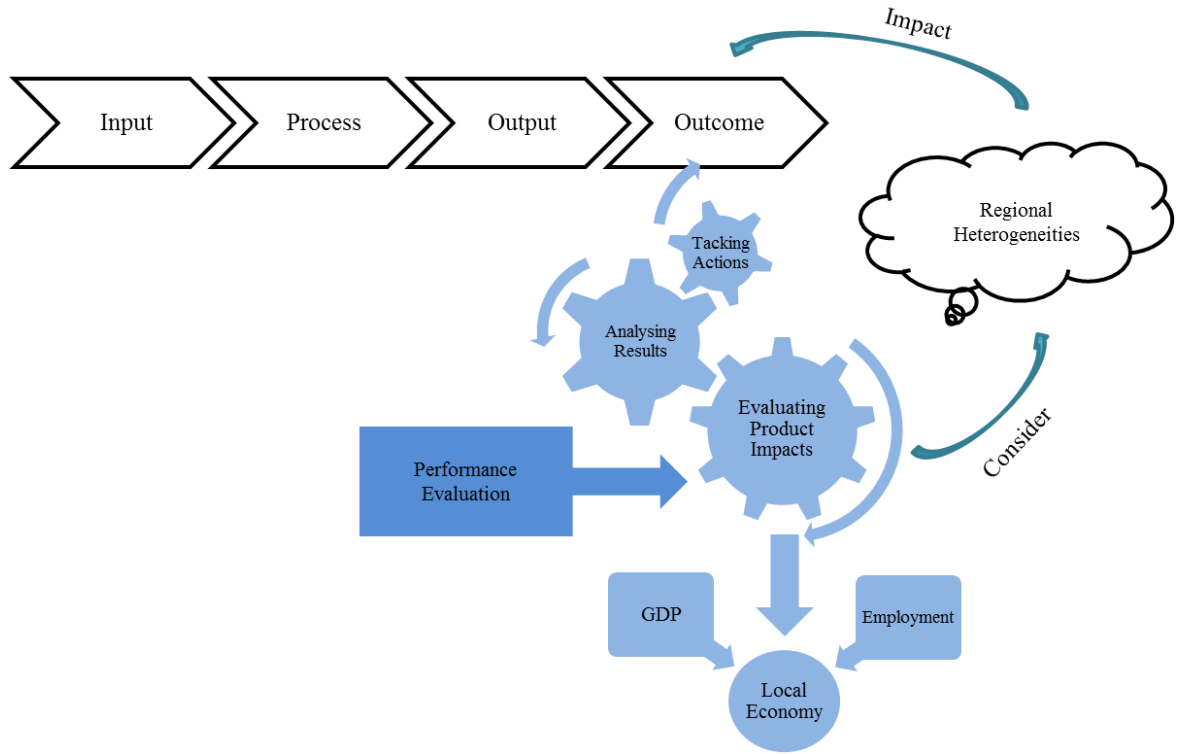 Impact
Input
Process
Output
Outcome
Regional
Heterogeneities
Tacking
Actions
Analysing
Results
Evaluating
Product
Impacts
Consider
Performance
Evaluation
GDP
Employment
Local
Economy